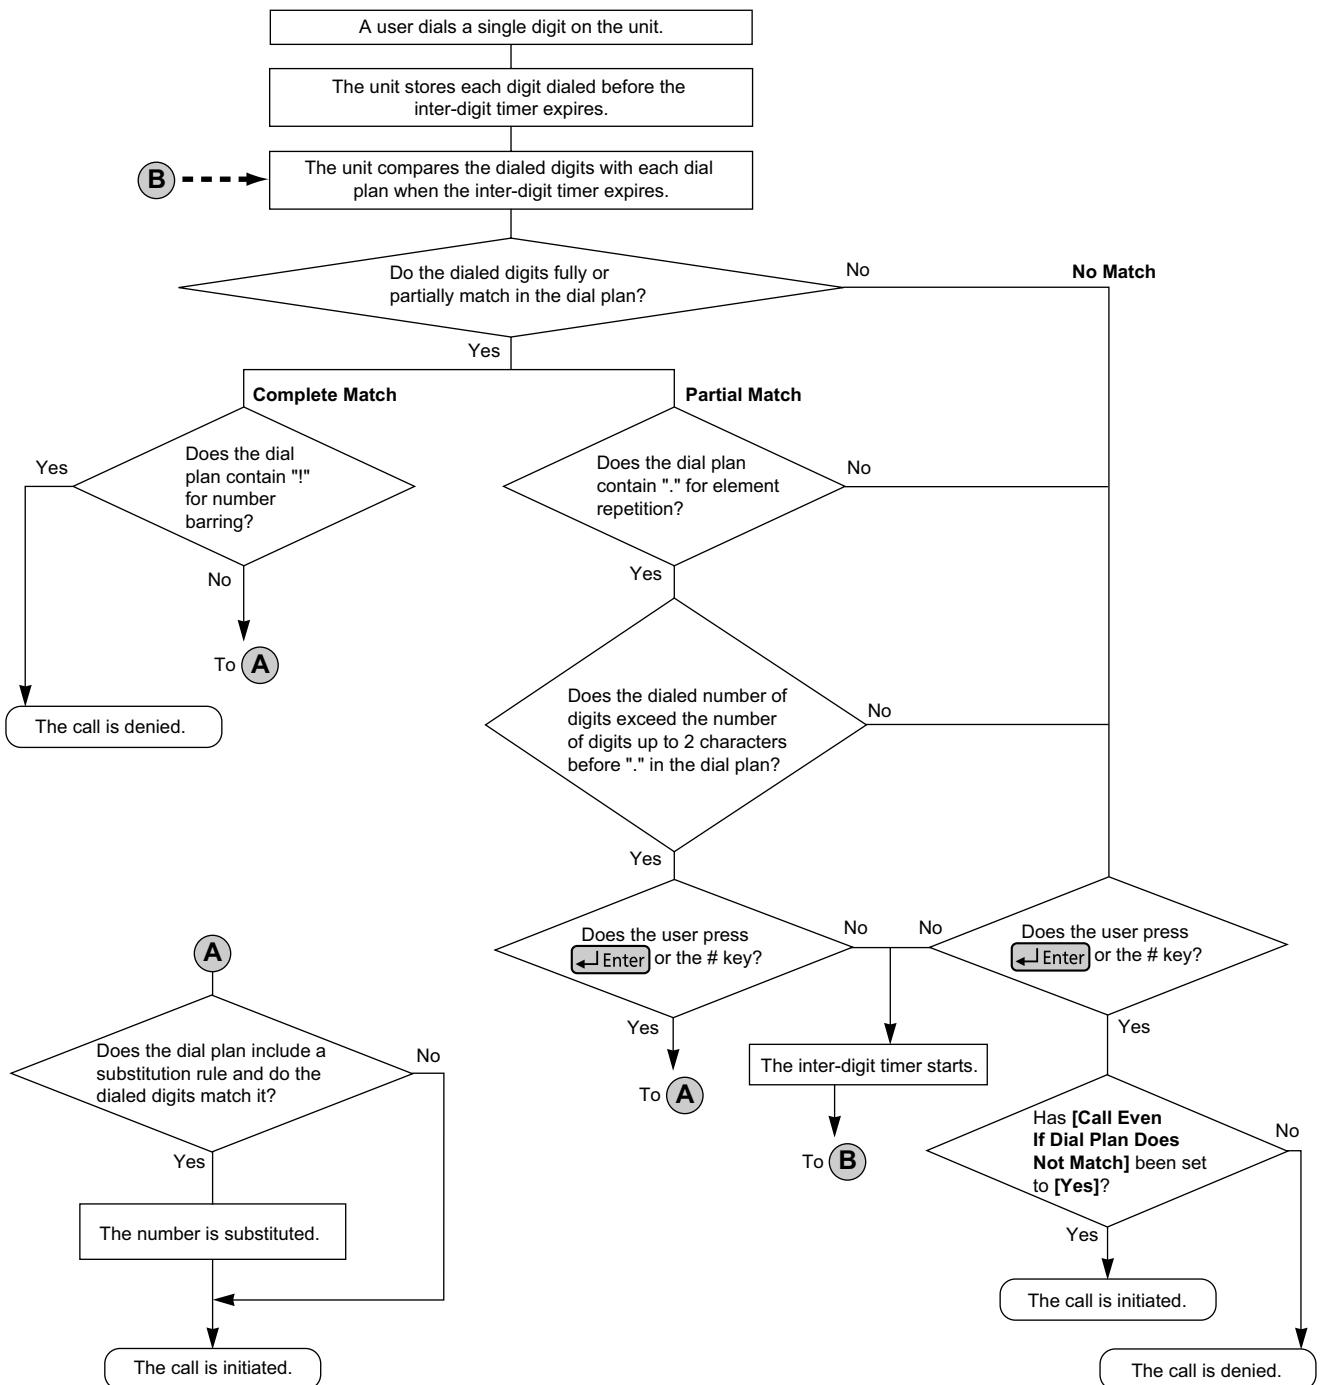 A user dials a single digit on the unit.
The unit stores each digit dialed before the
inter-digit timer expires.
B
The unit compares the dialed digits with each dial
plan when the inter-digit timer expires.
Do the dialed digits fully or
partially match in the dial plan?
No
No Match
Yes
Complete Match
Partial Match
Yes
Does the dial
plan contain "!"
for number
barring?
Does the dial plan
contain "." for element
repetition?
No
No
Yes
To A
The call is denied.
Does the dialed number of
digits exceed the number
of digits up to 2 characters
before "." in the dial plan?
No
Yes
Does the user press
Enter or the # key?
No
No
Does the user press
Enter or the # key?
Yes
To A
The inter-digit timer starts.
To B
Yes
Has [Call Even
If Dial Plan Does
Not Match] been set
to [Yes]?
No
Yes
The call is initiated.
The call is denied.
A
Does the dial plan include a
substitution rule and do the
dialed digits match it?
No
Yes
The number is substituted.
The call is initiated.